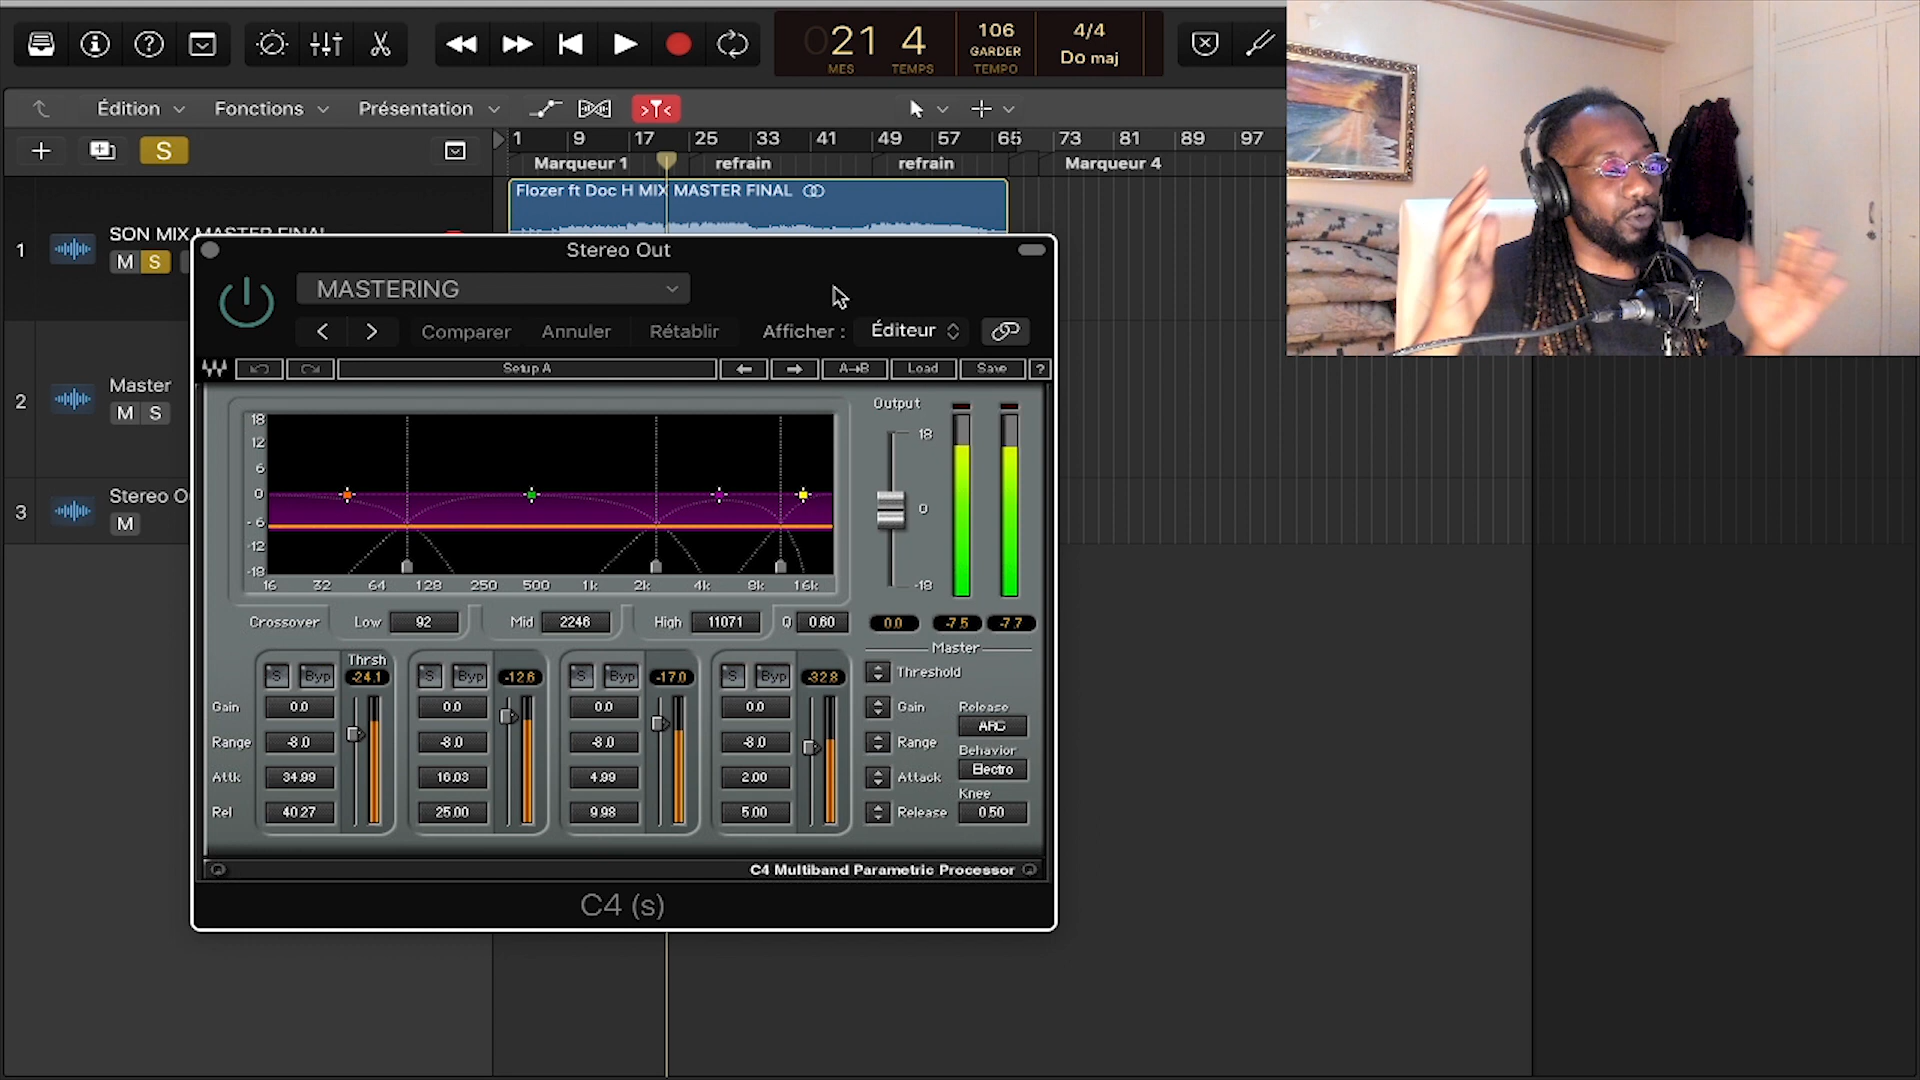 021 4 106 4/4
MES TEMPS GARDER TEMPO Do maj
Édition Fonctions Présentation
S 1 9 17 25 33 41 49 57 65 73 81 89 97
Marqueur 1 refrain refrain Marqueur 4
Flozer ft Doc H MIX MASTER FINAL
1 SON MIX MASTER FINAL
M S
2 Master
M S
3 Stereo O
M
Stereo Out
MASTERING
Comparer Annuler Rétablir Afficher : Éditeur
Setup A A→B Load Save ?
Output
18 12 6 0 -6 -12 -18
16 32 64 128 250 500 1k 2k 4k 8k 16k
18 0 -18
Crossover Low 92 Mid 2246 High 11071 Q 0.60 0.0 -7.5 -7.7
Master
Thrsh
S Byp -24.1 S Byp -12.6 S Byp -17.0 S Byp -32.8 Threshold
Gain 0.0 0.0 0.0 0.0 Gain Release
ARC
Range -8.0 -8.0 -8.0 -8.0 Range Behavior
Electro
Attk 34.99 16.03 4.99 2.00 Attack Knee
Rel 40.27 25.00 9.98 5.00 Release 0.50
C4 Multiband Parametric Processor
C4 (s)